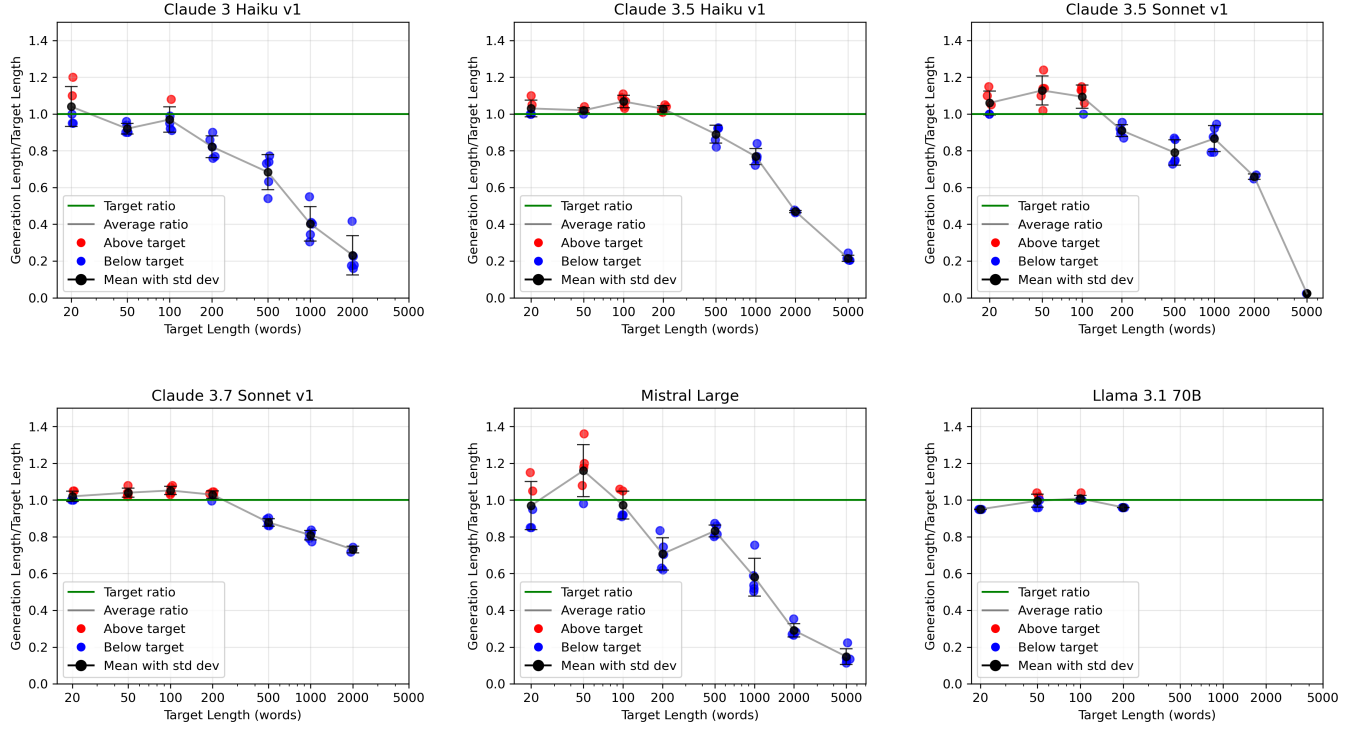 Claude 3 Haiku v1
Generation Length/Target Length
1.4
1.2
1.0
0.8
0.6
0.4
0.2
0.0
Target ratio
Average ratio
Above target
Below target
Mean with std dev
20 50 100 200 500 1000 2000 5000
Target Length (words)
Claude 3.5 Haiku v1
Generation Length/Target Length
1.4
1.2
1.0
0.8
0.6
0.4
0.2
0.0
Target ratio
Average ratio
Above target
Below target
Mean with std dev
20 50 100 200 500 1000 2000 5000
Target Length (words)
Claude 3.5 Sonnet v1
Generation Length/Target Length
1.4
1.2
1.0
0.8
0.6
0.4
0.2
0.0
Target ratio
Average ratio
Above target
Below target
Mean with std dev
20 50 100 200 500 1000 2000 5000
Target Length (words)
Claude 3.7 Sonnet v1
Generation Length/Target Length
1.4
1.2
1.0
0.8
0.6
0.4
0.2
0.0
Target ratio
Average ratio
Above target
Below target
Mean with std dev
20 50 100 200 500 1000 2000 5000
Target Length (words)
Mistral Large
Generation Length/Target Length
1.4
1.2
1.0
0.8
0.6
0.4
0.2
0.0
Target ratio
Average ratio
Above target
Below target
Mean with std dev
20 50 100 200 500 1000 2000 5000
Target Length (words)
Llama 3.1 70B
Generation Length/Target Length
1.4
1.2
1.0
0.8
0.6
0.4
0.2
0.0
Target ratio
Average ratio
Above target
Below target
Mean with std dev
20 50 100 200 500 1000 2000 5000
Target Length (words)